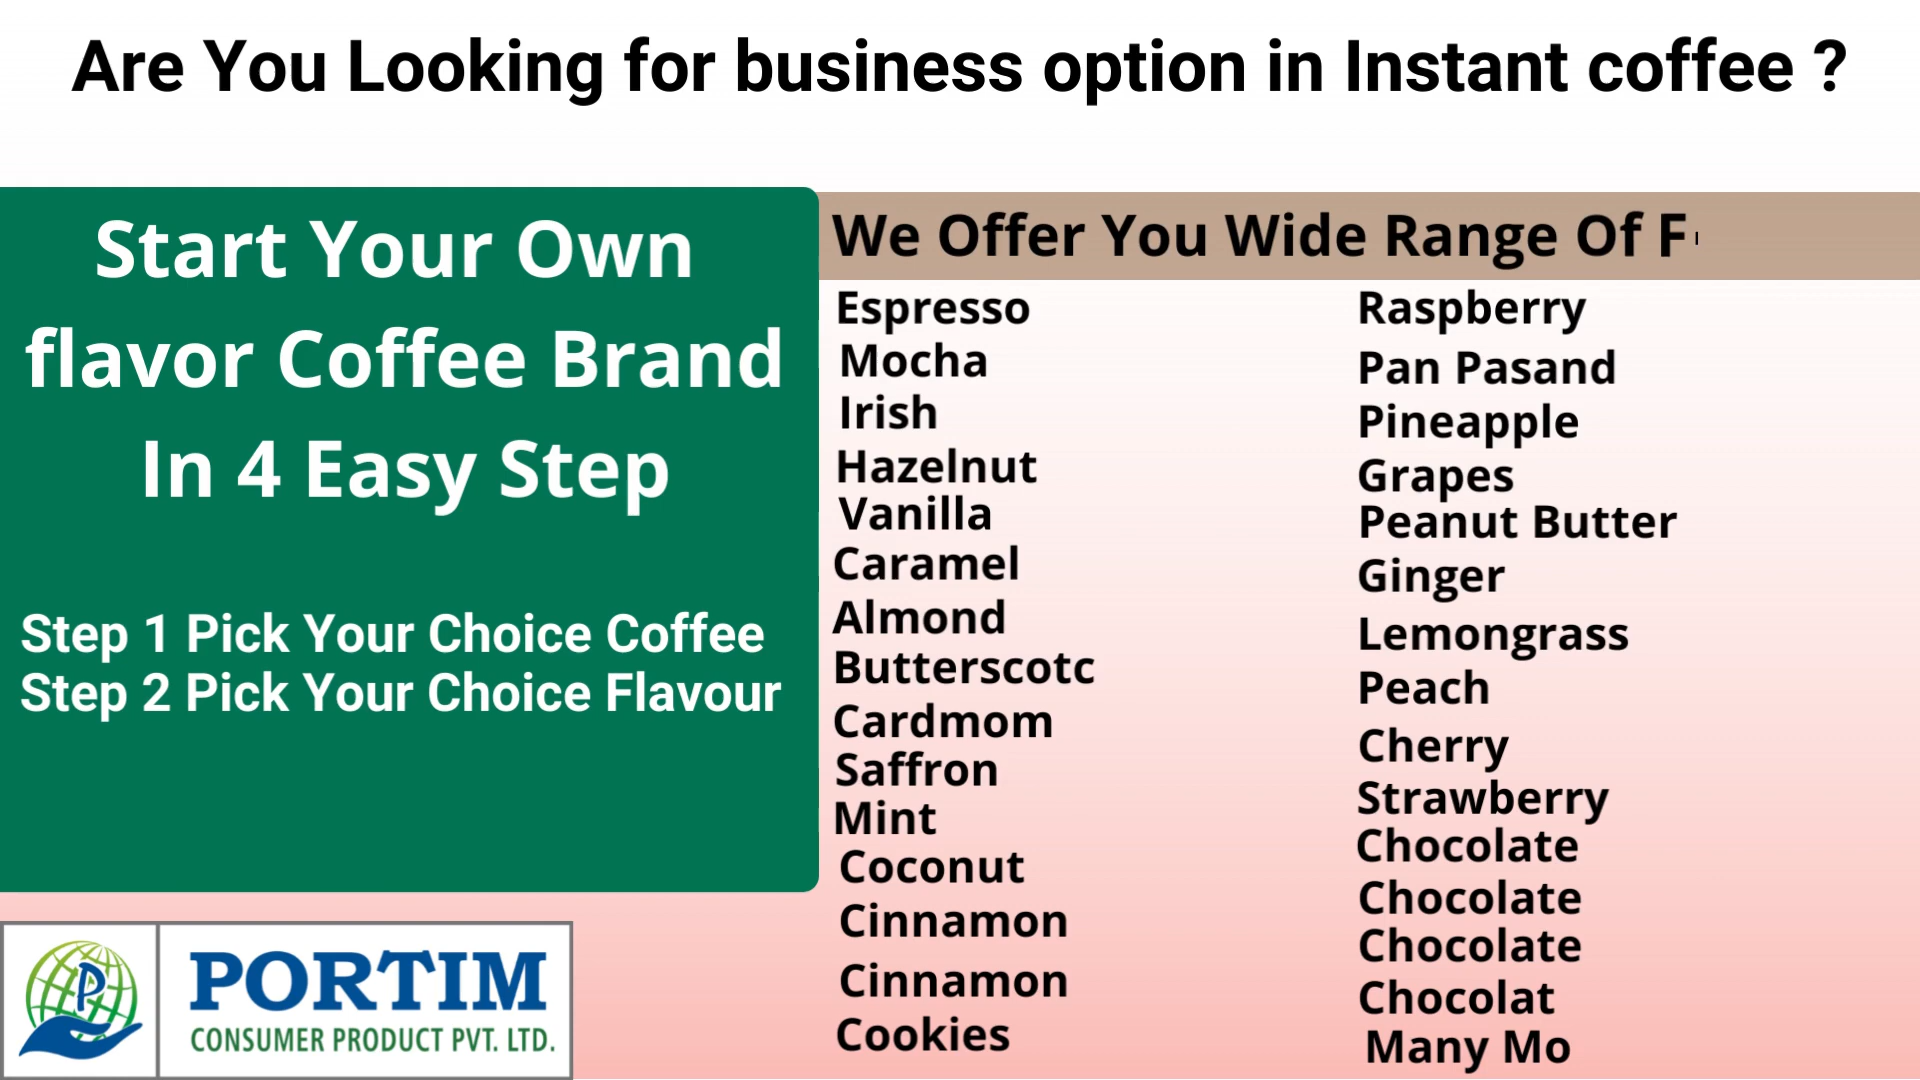 Are You Looking for business option in Instant coffee ?
Start Your Own
flavor Coffee Brand
In 4 Easy Step
Step 1 Pick Your Choice Coffee
Step 2 Pick Your Choice Flavour
We Offer You Wide Range Of F
Espresso
Mocha
Irish
Hazelnut
Vanilla
Caramel
Almond
Butterscotc
Cardmom
Saffron
Mint
Coconut
Cinnamon
Cinnamon
Cookies
Raspberry
Pan Pasand
Pineapple
Grapes
Peanut Butter
Ginger
Lemongrass
Peach
Cherry
Strawberry
Chocolate
Chocolate
Chocolate
Chocolat
Many Mo
P
PORTIM
CONSUMER PRODUCT PVT. LTD.